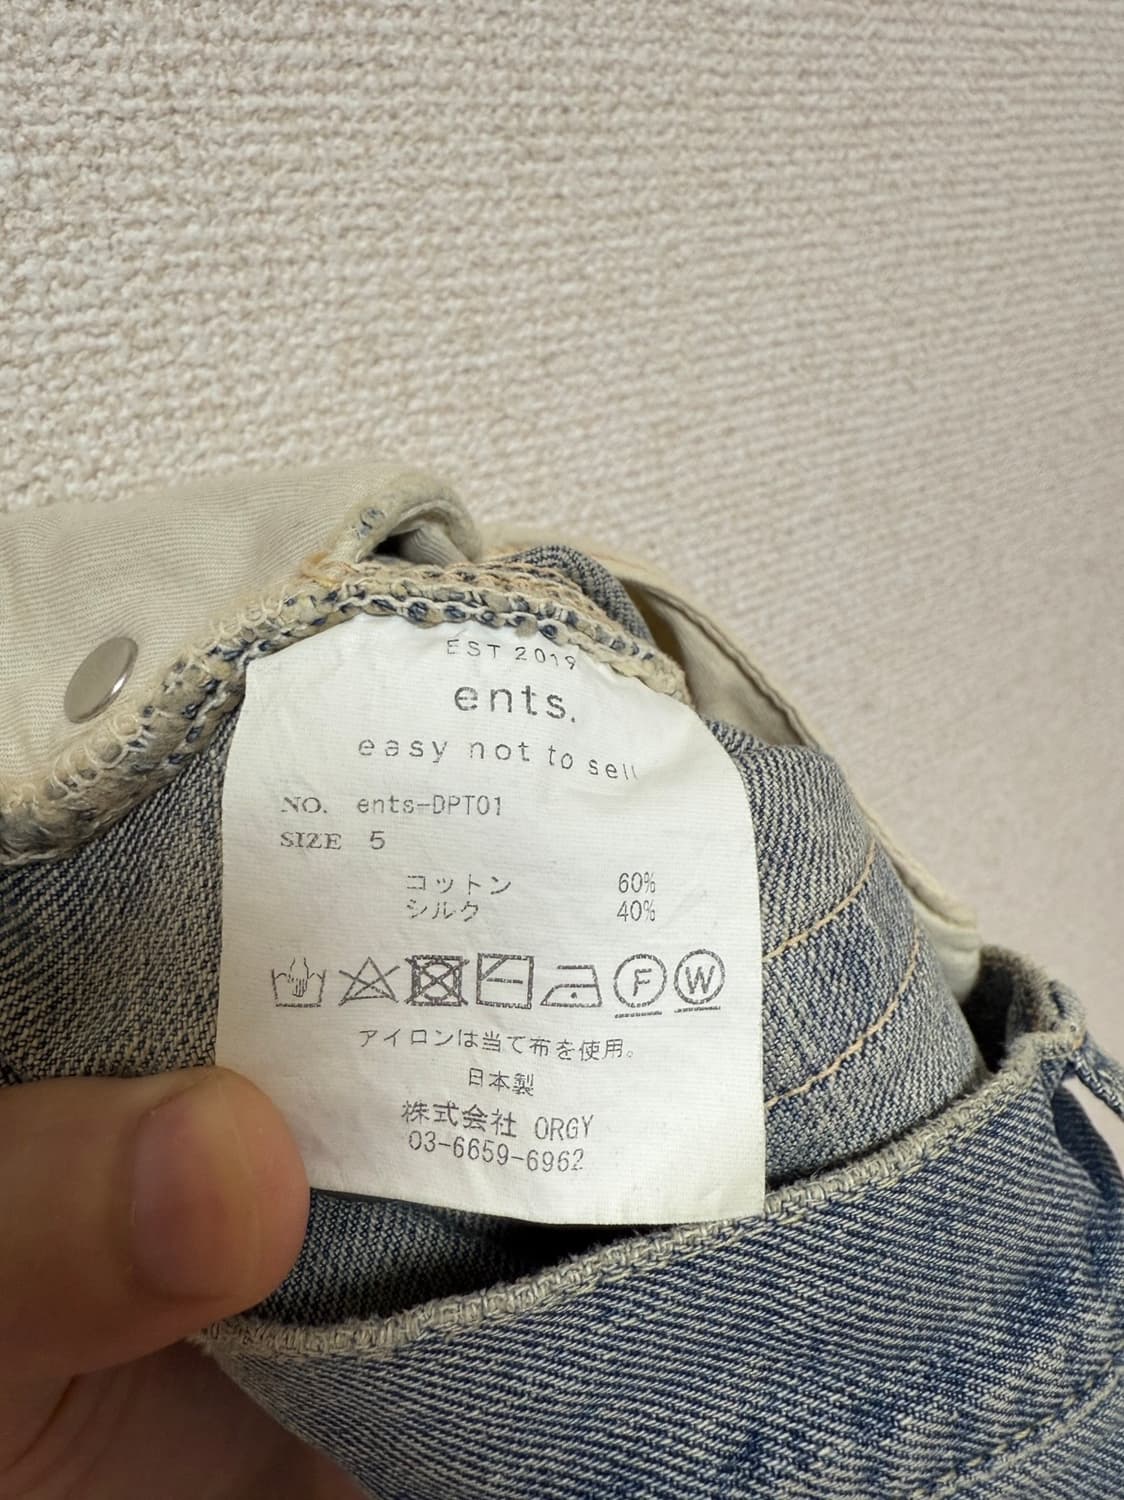 EST 2019
ents.
easy not to sell
NO. ents-DPT01
SIZE 5
コットン 60%
シルク 40%
F W
アイロンは当て布を使用。
日本製
株式会社 ORGY
03-6659-6962